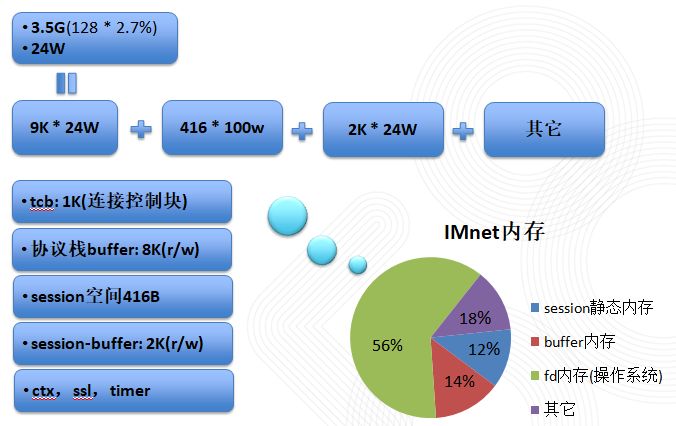 • 3.5G(128 * 2.7%)
• 24W
9K * 24W
416 * 100w
2K * 24W
其它
• tcb: 1K(连接控制块)
• 协议栈buffer: 8K(r/w)
• session空间416B
• session-buffer: 2K(r/w)
• ctx，ssl，timer
IMnet内存
18%
12%
14%
56%
session静态内存
buffer内存
fd内存(操作系统)
其它